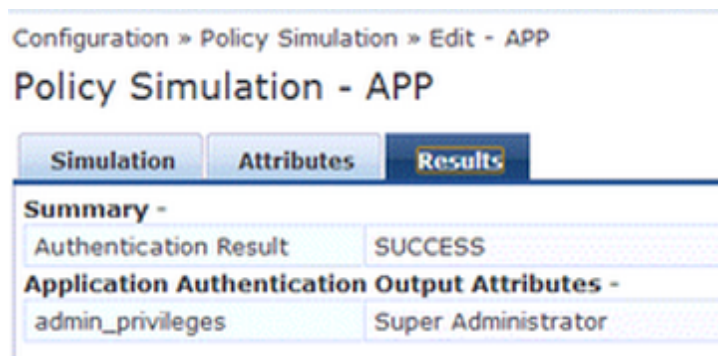 Configuration » Policy Simulation » Edit - APP
Policy Simulation - APP
Simulation Attributes Results
Summary -
Authentication Result SUCCESS
Application Authentication Output Attributes -
admin_privileges Super Administrator